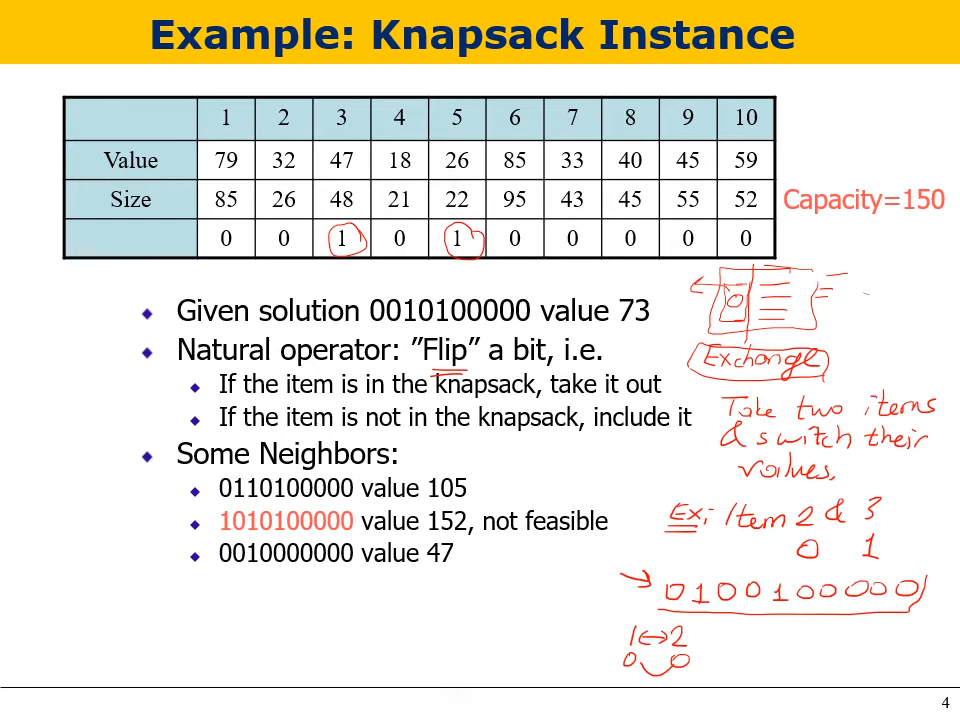 Example: Knapsack Instance
1 2 3 4 5 6 7 8 9 10
Value 79 32 47 18 26 85 33 40 45 59
Size 85 26 48 21 22 95 43 45 55 52
0 0 1 0 1 0 0 0 0 0
Capacity=150
Given solution 0010100000 value 73
Natural operator: ”Flip” a bit, i.e.
If the item is in the knapsack, take it out
If the item is not in the knapsack, include it
Some Neighbors:
0110100000 value 105
1010100000 value 152, not feasible
0010000000 value 47
Exchange
Take two items
& switch their
values.
Ex: Item 2 & 3
0 1
0100100000
1↔2
0 0
4